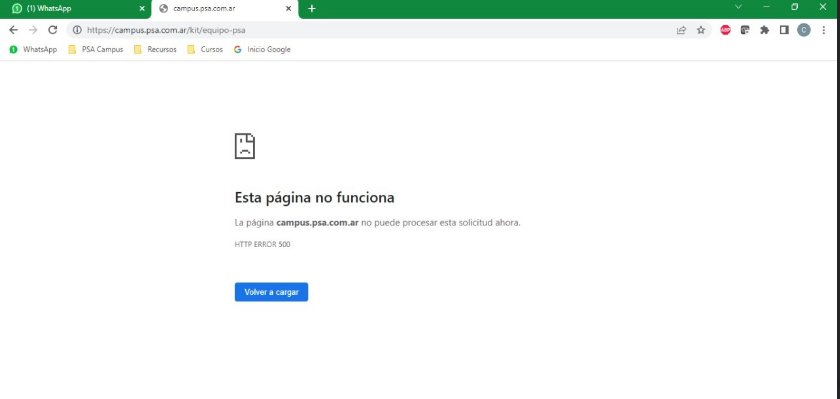 (1) WhatsApp
campus.psa.com.ar
https://campus.psa.com.ar/kit/equipo-psa
ABP
C
WhatsApp
PSA Campus
Recursos
Cursos
Inicio Google
Esta página no funciona
La página campus.psa.com.ar no puede procesar esta solicitud ahora.
HTTP ERROR 500
Volver a cargar